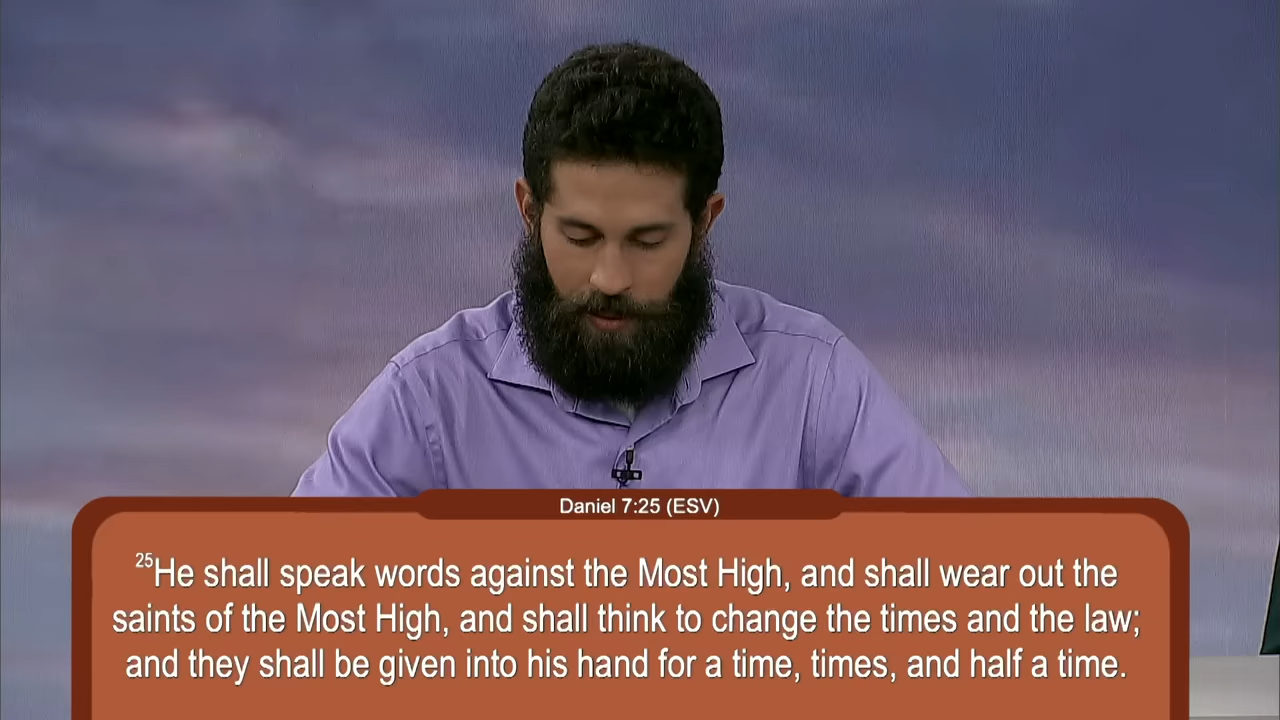 Daniel 7:25 (ESV)
25He shall speak words against the Most High, and shall wear out the
saints of the Most High, and shall think to change the times and the law;
and they shall be given into his hand for a time, times, and half a time.